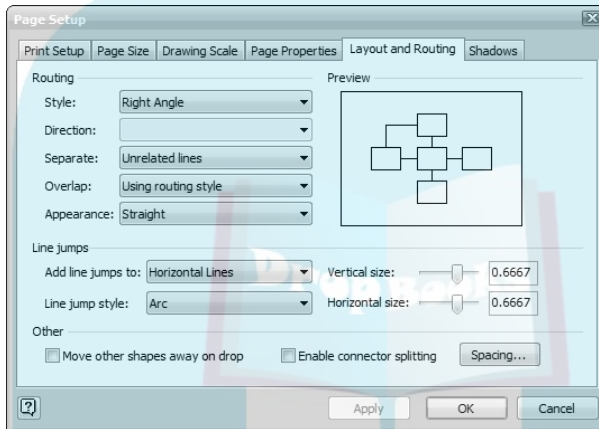 Page Setup
Print Setup Page Size Drawing Scale Page Properties Layout and Routing Shadows
Routing Preview
Style: Right Angle
Direction:
Separate: Unrelated lines
Overlap: Using routing style
Appearance: Straight
Line jumps
Add line jumps to: Horizontal Lines Vertical size: 0.6667
Line jump style: Arc Horizontal size: 0.6667
Other
Move other shapes away on drop Enable connector splitting Spacing...
? Apply OK Cancel